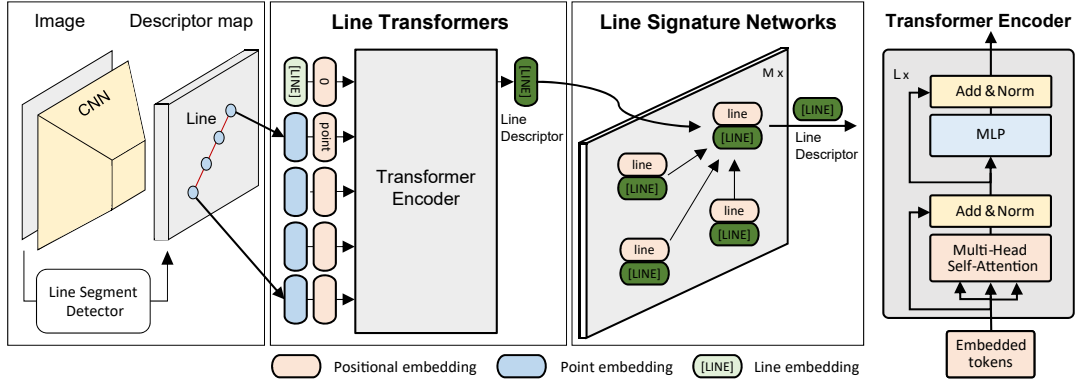 Image
Descriptor map
CNN
Line
Line Segment
Detector
Line Transformers
[LINE]
0
point
Transformer
Encoder
[LINE]
Line
Descriptor
Line Signature Networks
M x
line
[LINE]
line
[LINE]
line
[LINE]
line
[LINE]
[LINE]
Line
Descriptor
Transformer Encoder
L x
Add & Norm
MLP
Add & Norm
Multi-Head
Self-Attention
Embedded
tokens
Positional embedding
Point embedding
[LINE] Line embedding